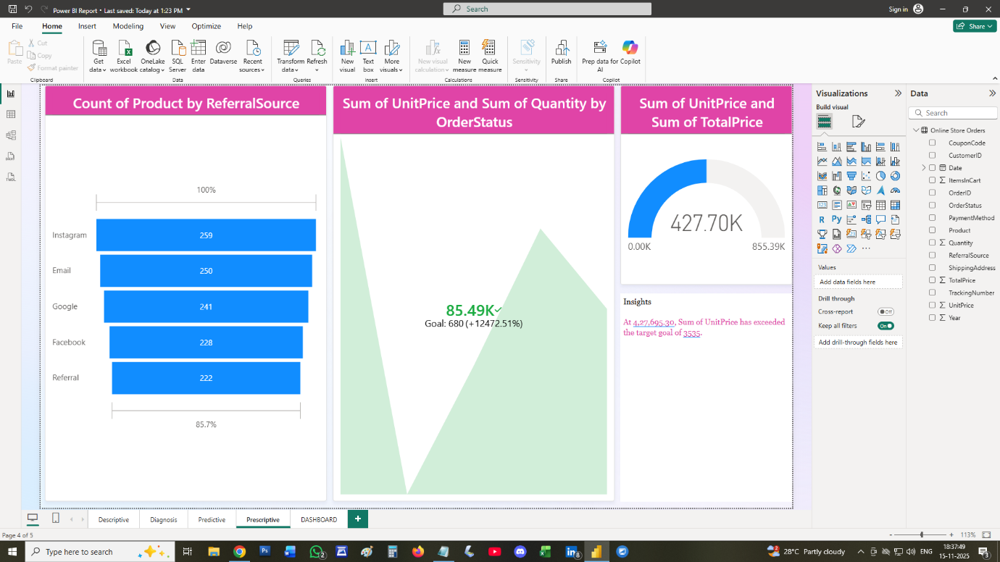 Power BI Report • Last saved: Today at 1:23 PM
Search
Sign in
File
Home
Insert
Modeling
View
Optimize
Help
Share
Paste
Cut
Copy
Format painter
Clipboard
Get
data
Excel
workbook
OneLake
catalog
SQL
Server
Enter
data
Dataverse
Recent
sources
Data
Transform
data
Refresh
Queries
New
visual
Text
box
More
visuals
Insert
New visual
calculation
New
measure
Quick
measure
Calculations
Sensitivity
Sensitivity
Publish
Share
Prep data for
AI
Copilot
Copilot
Count of Product by ReferralSource
100%
Instagram 259
Email 250
Google 241
Facebook 228
Referral 222
85.7%
Sum of UnitPrice and Sum of Quantity by
OrderStatus
85.49K
Goal: 680 (+12472.51%)
Sum of UnitPrice and
Sum of TotalPrice
427.70K
0.00K
855.39K
Insights
At 4,27,695.30, Sum of UnitPrice has exceeded
the target goal of 3535.
Visualizations
Build visual
R
Py
Values
Add data fields here
Drill through
Cross-report
Off
Keep all filters
On
Add drill-through fields here
Data
Search
Online Store Orders
CouponCode
CustomerID
Date
ItemsInCart
OrderID
OrderStatus
PaymentMethod
Product
Quantity
ReferralSource
ShippingAddress
TotalPrice
TrackingNumber
UnitPrice
Year
Descriptive
Diagnosis
Predictive
Prescriptive
DASHBOARD
Page 4 of 5
113%
Type here to search
28°C Partly cloudy
ENG
18:37:49
15-11-2025